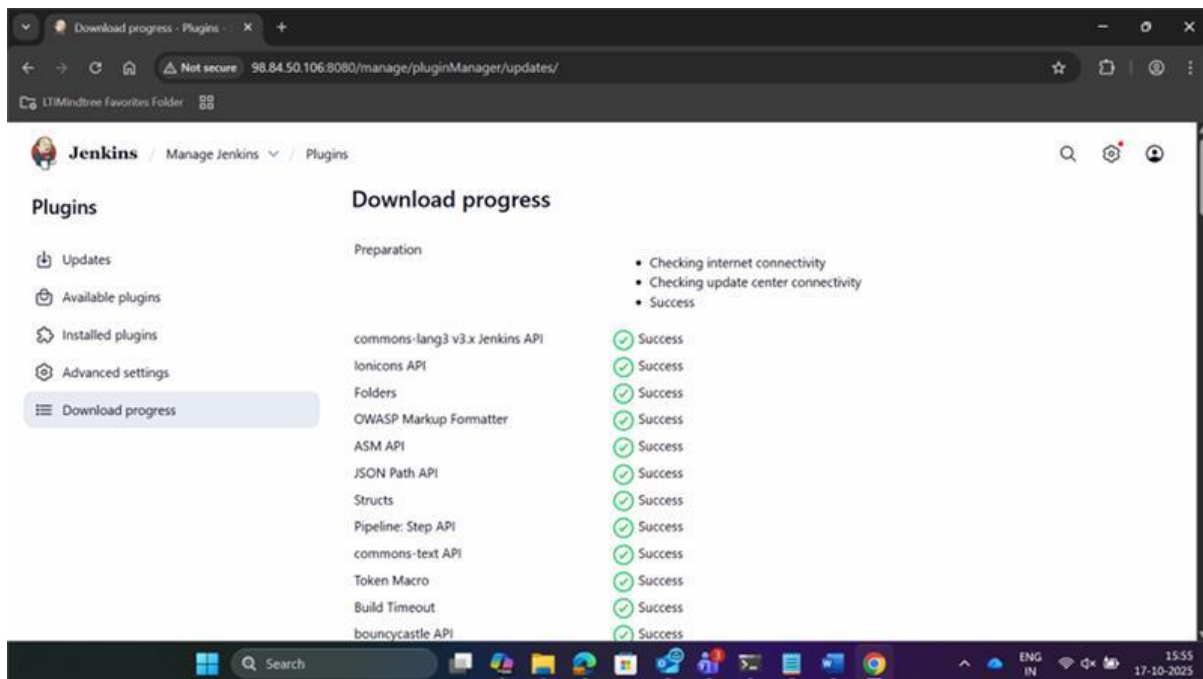 Download progress - Plugins -
Not secure 98.84.50.106:8080/manage/pluginManager/updates/
LTIMindtree Favorites Folder
Jenkins / Manage Jenkins / Plugins
Plugins
Updates
Available plugins
Installed plugins
Advanced settings
Download progress
Download progress
Preparation
Checking internet connectivity
Checking update center connectivity
Success
commons-lang3 v3.x Jenkins API Success
Ionicons API Success
Folders Success
OWASP Markup Formatter Success
ASM API Success
JSON Path API Success
Structs Success
Pipeline: Step API Success
commons-text API Success
Token Macro Success
Build Timeout Success
bouncycastle API Success
Search
ENG
IN
15:55
17-10-2025